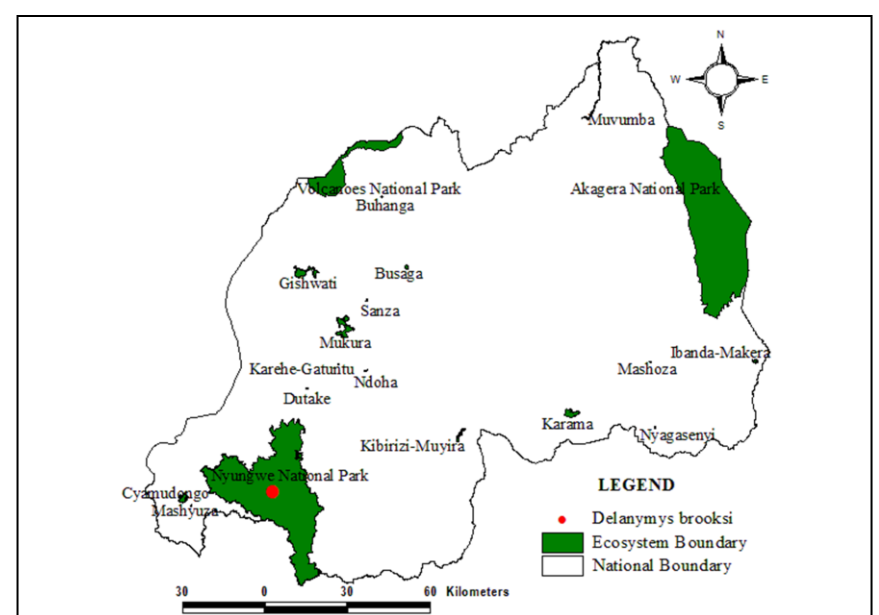 N
W E
S
Muvumba
Volcanoes National Park
Akagera National Park
Buhanga
Gishwati
Busaga
Sanza
Mukura
Ibanda-Makera
Karehe-Gaturitu
Mashoza
Ndoha
Dutake
Karama
Nyagasenyi
Kibirizi-Muyira
Nyungwe National Park
Cyamudongo
Mashyuza
LEGEND
Delanymys brooksi
Ecosystem Boundary
National Boundary
30 0 30 60 Kilometers